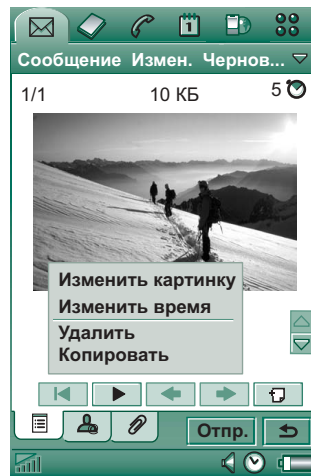 Сообщение Измен. Чернов...
1/1 10 КБ 5
Изменить картинку
Изменить время
Удалить
Копировать
Отпр.